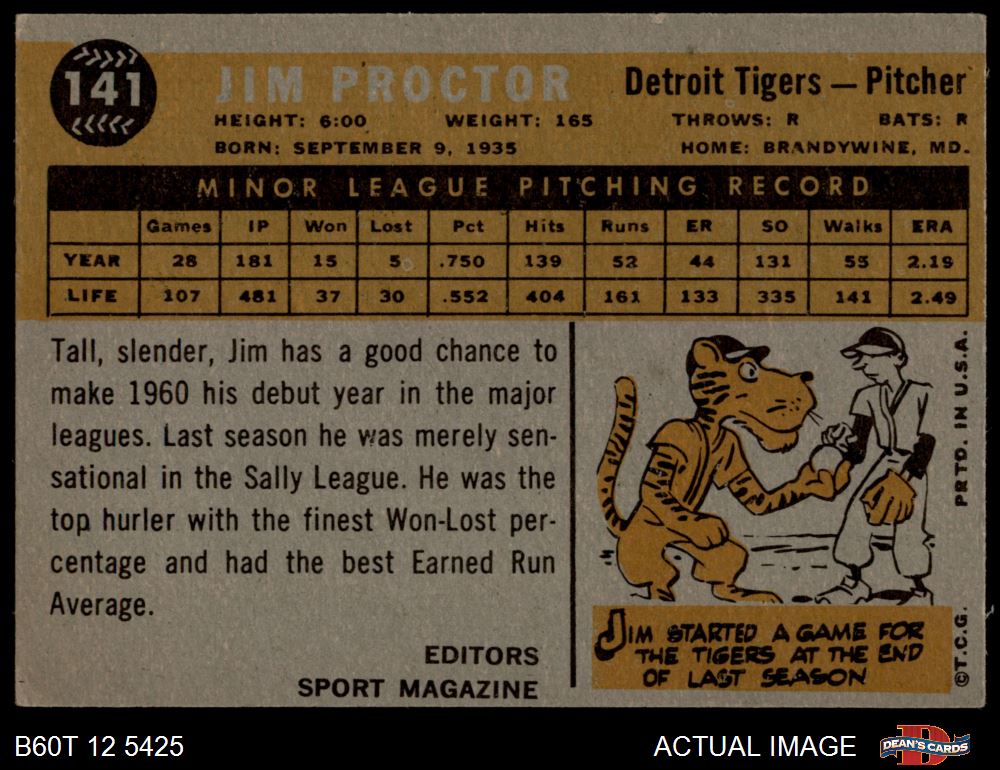 141
JIM PROCTOR
Detroit Tigers — Pitcher
HEIGHT: 6:00 WEIGHT: 165 THROWS: R BATS: R
BORN: SEPTEMBER 9, 1935 HOME: BRANDYWINE, MD.
MINOR LEAGUE PITCHING RECORD
Games IP Won Lost Pct Hits Runs ER SO Walks ERA
YEAR 28 181 15 5 .750 139 52 44 131 55 2.19
LIFE 107 481 37 30 .552 404 161 133 335 141 2.49
Tall, slender, Jim has a good chance to
make 1960 his debut year in the major
leagues. Last season he was merely sen-
sational in the Sally League. He was the
top hurler with the finest Won-Lost per-
centage and had the best Earned Run
Average.
EDITORS
SPORT MAGAZINE
JIM STARTED A GAME FOR
THE TIGERS AT THE END
OF LAST SEASON
©T.C.G. PRTD. IN U.S.A.
B60T 12 5425
ACTUAL IMAGE
D
DEAN'S CARDS